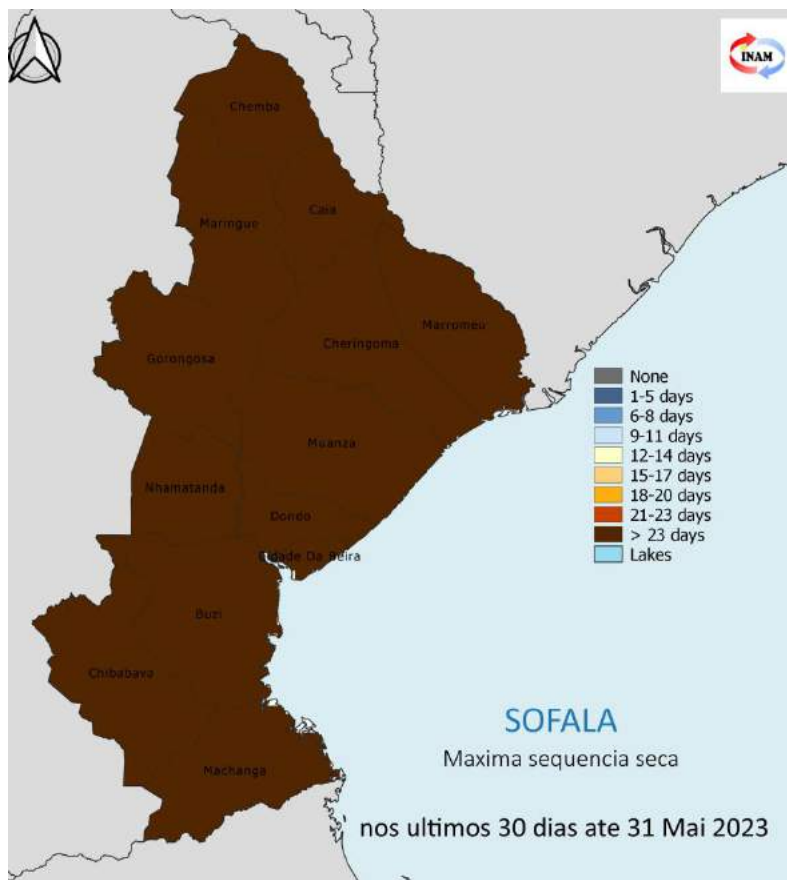 INAM
Chemba
Caia
Maringue
Marromeu
Cheringoma
Gorongosa
Muanza
Nhamatanda
Dondo
Cidade Da Beira
Buzi
Chibabava
Machanga
None
1-5 days
6-8 days
9-11 days
12-14 days
15-17 days
18-20 days
21-23 days
> 23 days
Lakes
SOFALA
Maxima sequencia seca
nos ultimos 30 dias ate 31 Mai 2023